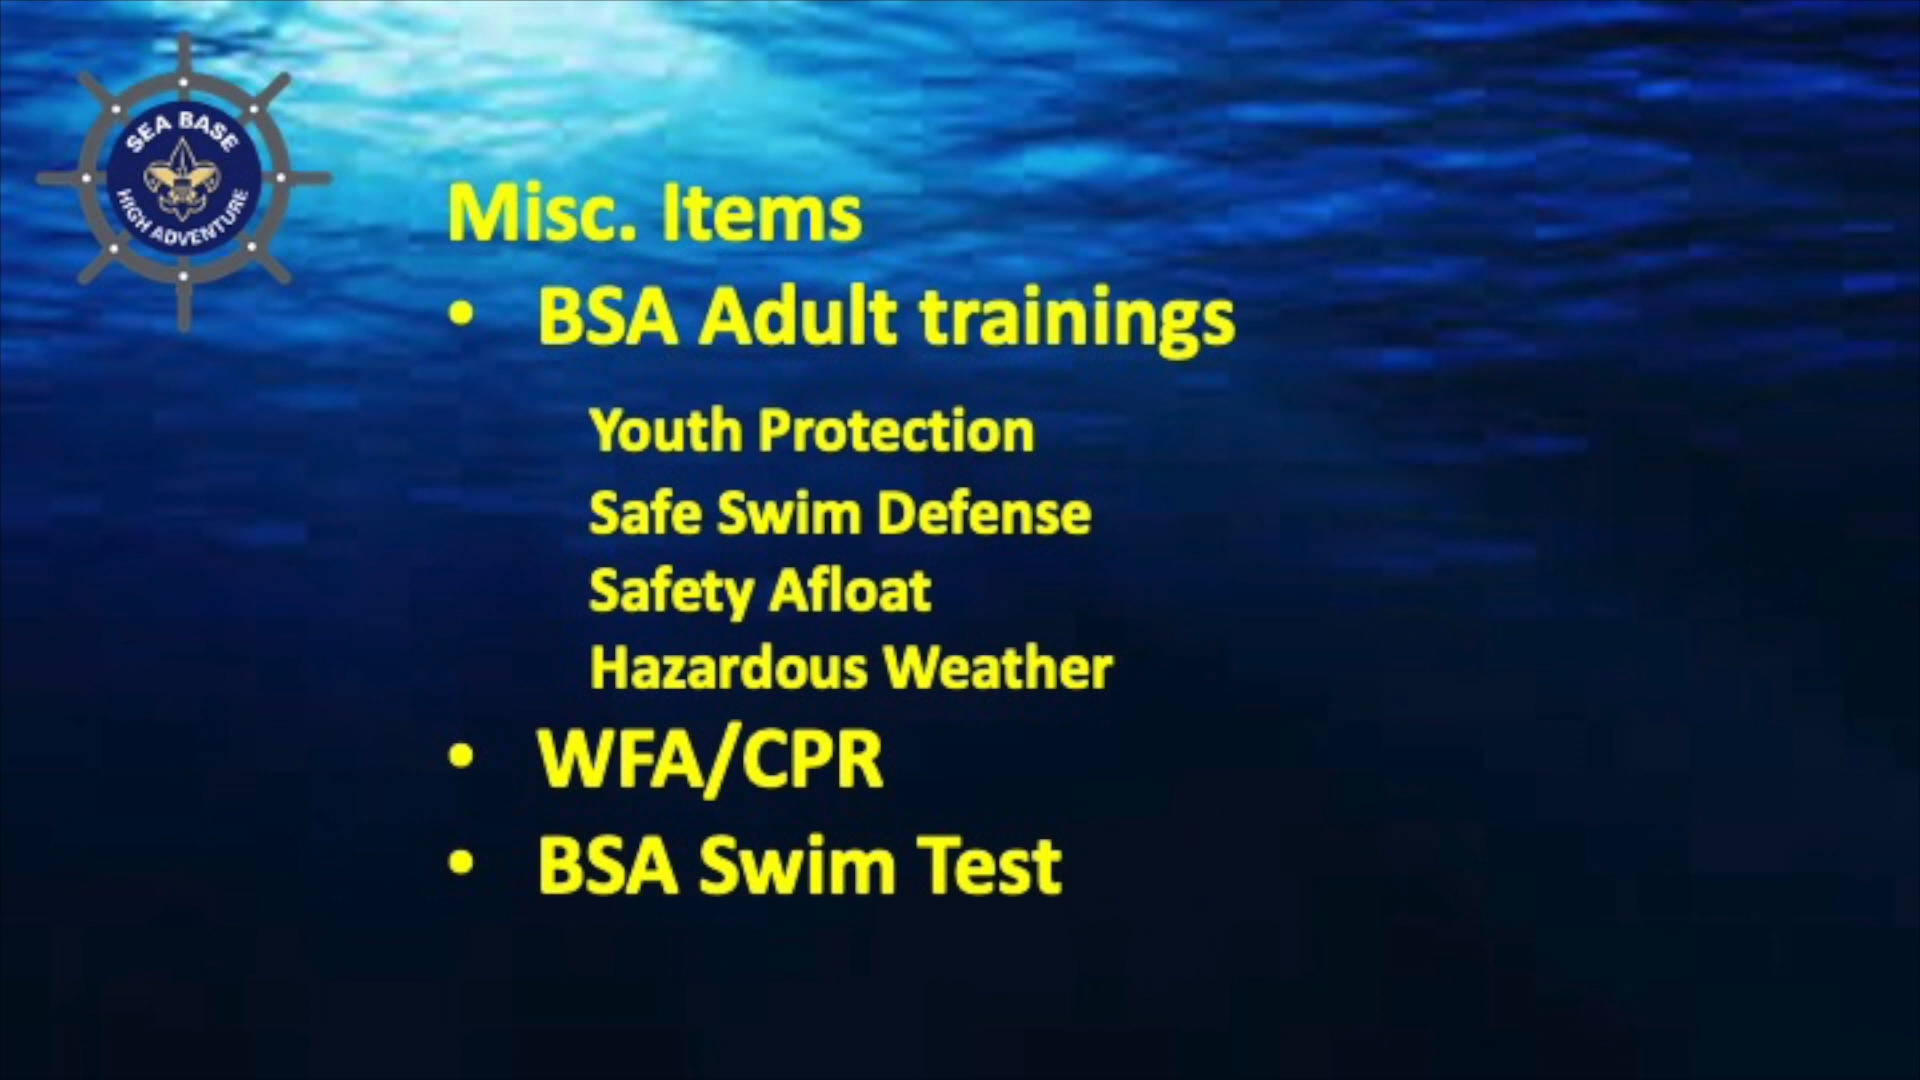 SEA BASE
HIGH ADVENTURE
Misc. Items
• BSA Adult trainings
Youth Protection
Safe Swim Defense
Safety Afloat
Hazardous Weather
• WFA/CPR
• BSA Swim Test